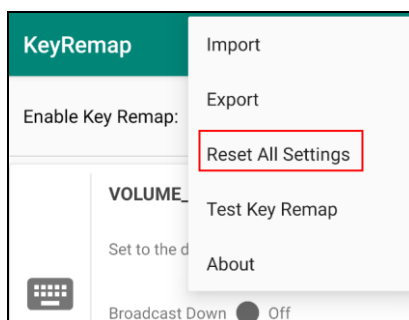 KeyRemap
Import
Export
Enable Key Remap:
Reset All Settings
VOLUME_
Test Key Remap
Set to the d
About
Broadcast Down Off